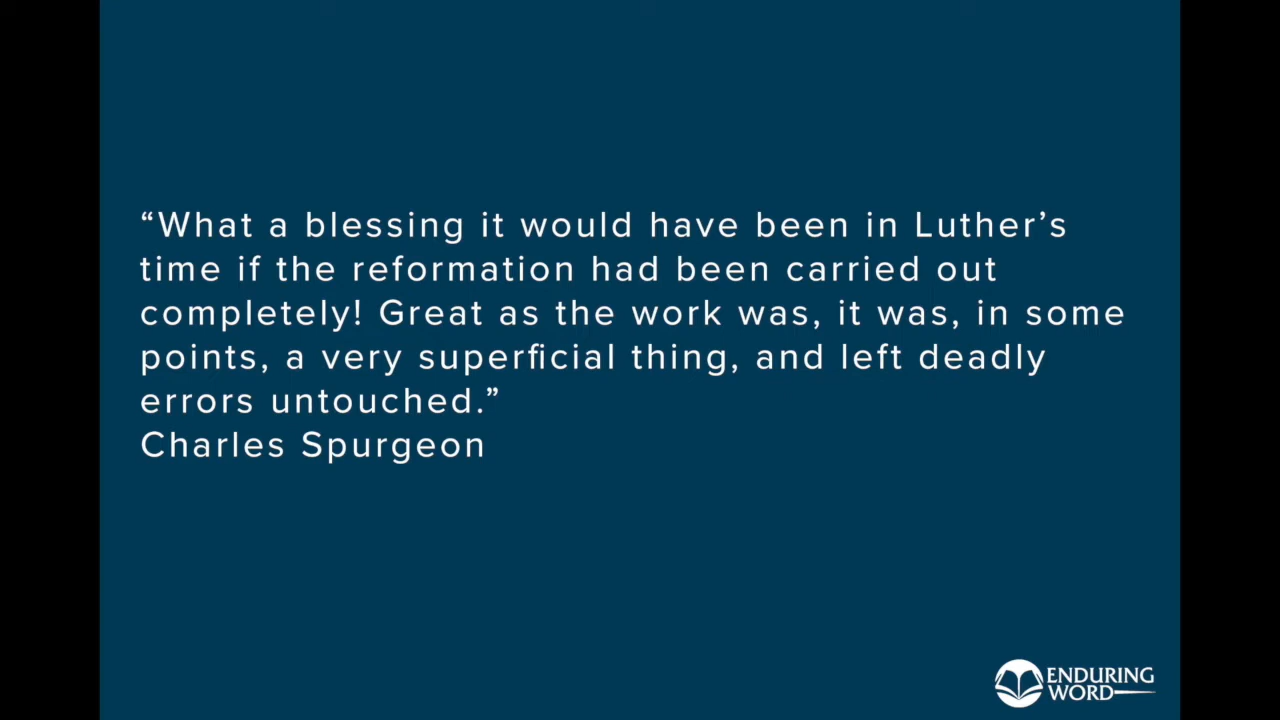 “What a blessing it would have been in Luther’s
time if the reformation had been carried out
completely! Great as the work was, it was, in some
points, a very superficial thing, and left deadly
errors untouched.”
Charles Spurgeon
ENDURING
WORD